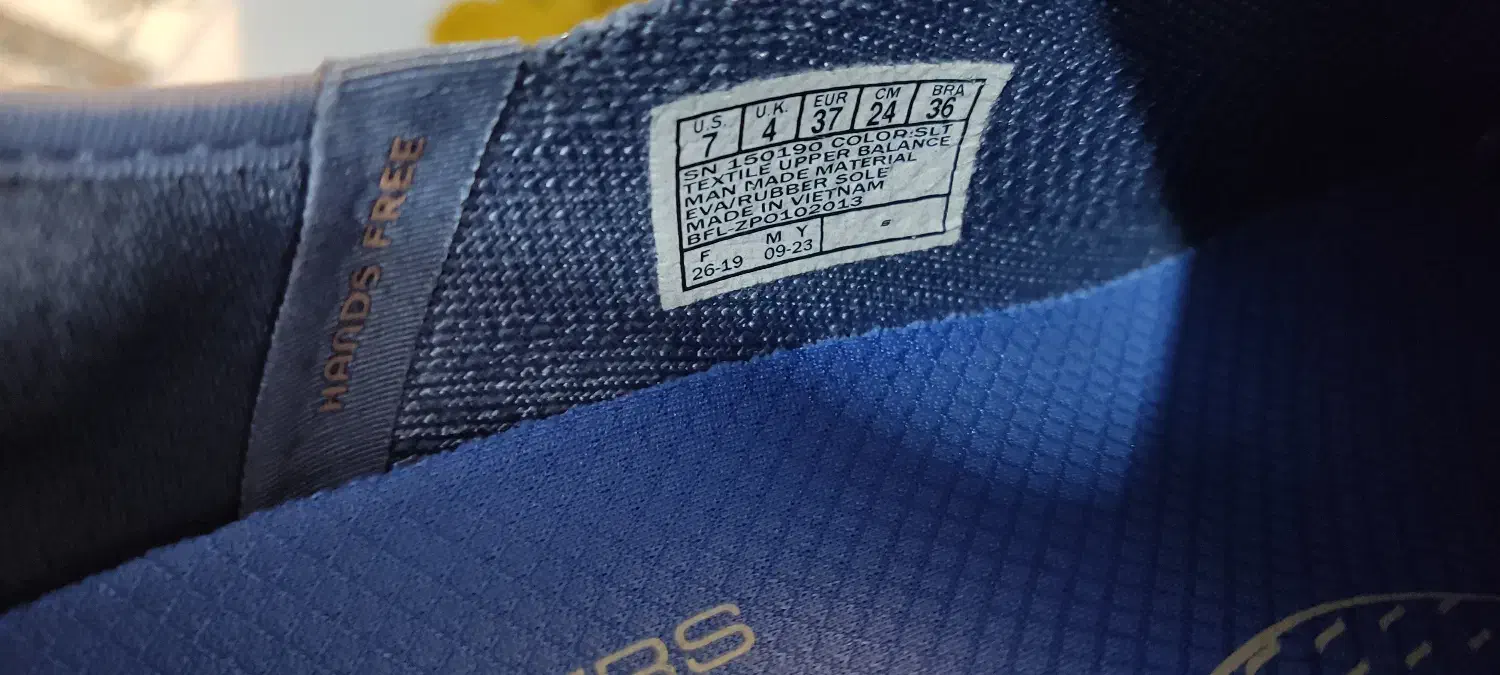 HANDS FREE
U.S. U.K. EUR CM BRA
7 4 37 24 36
SN 150190 COLOR:SLT
TEXTILE UPPER BALANCE
MAN MADE MATERIAL
EVA/RUBBER SOLE
MADE IN VIETNAM
BFL-ZPO102013
F M Y
26-19 09-23